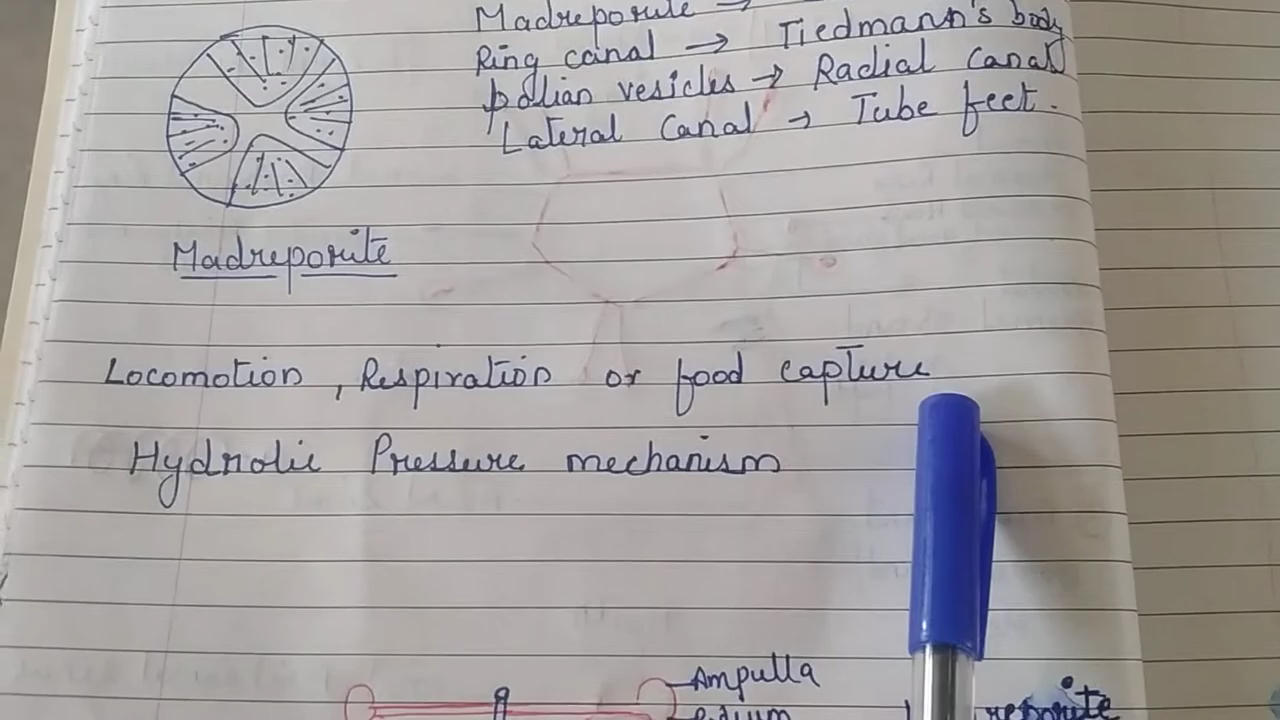 Madreporite →
Ring canal → Tiedmann's body
polian vesicles → Radial Canal
Lateral Canal → Tube feet.
Madreporite
Locomotion, Respiration or food capture
Hydrolic Pressure mechanism
Ampulla